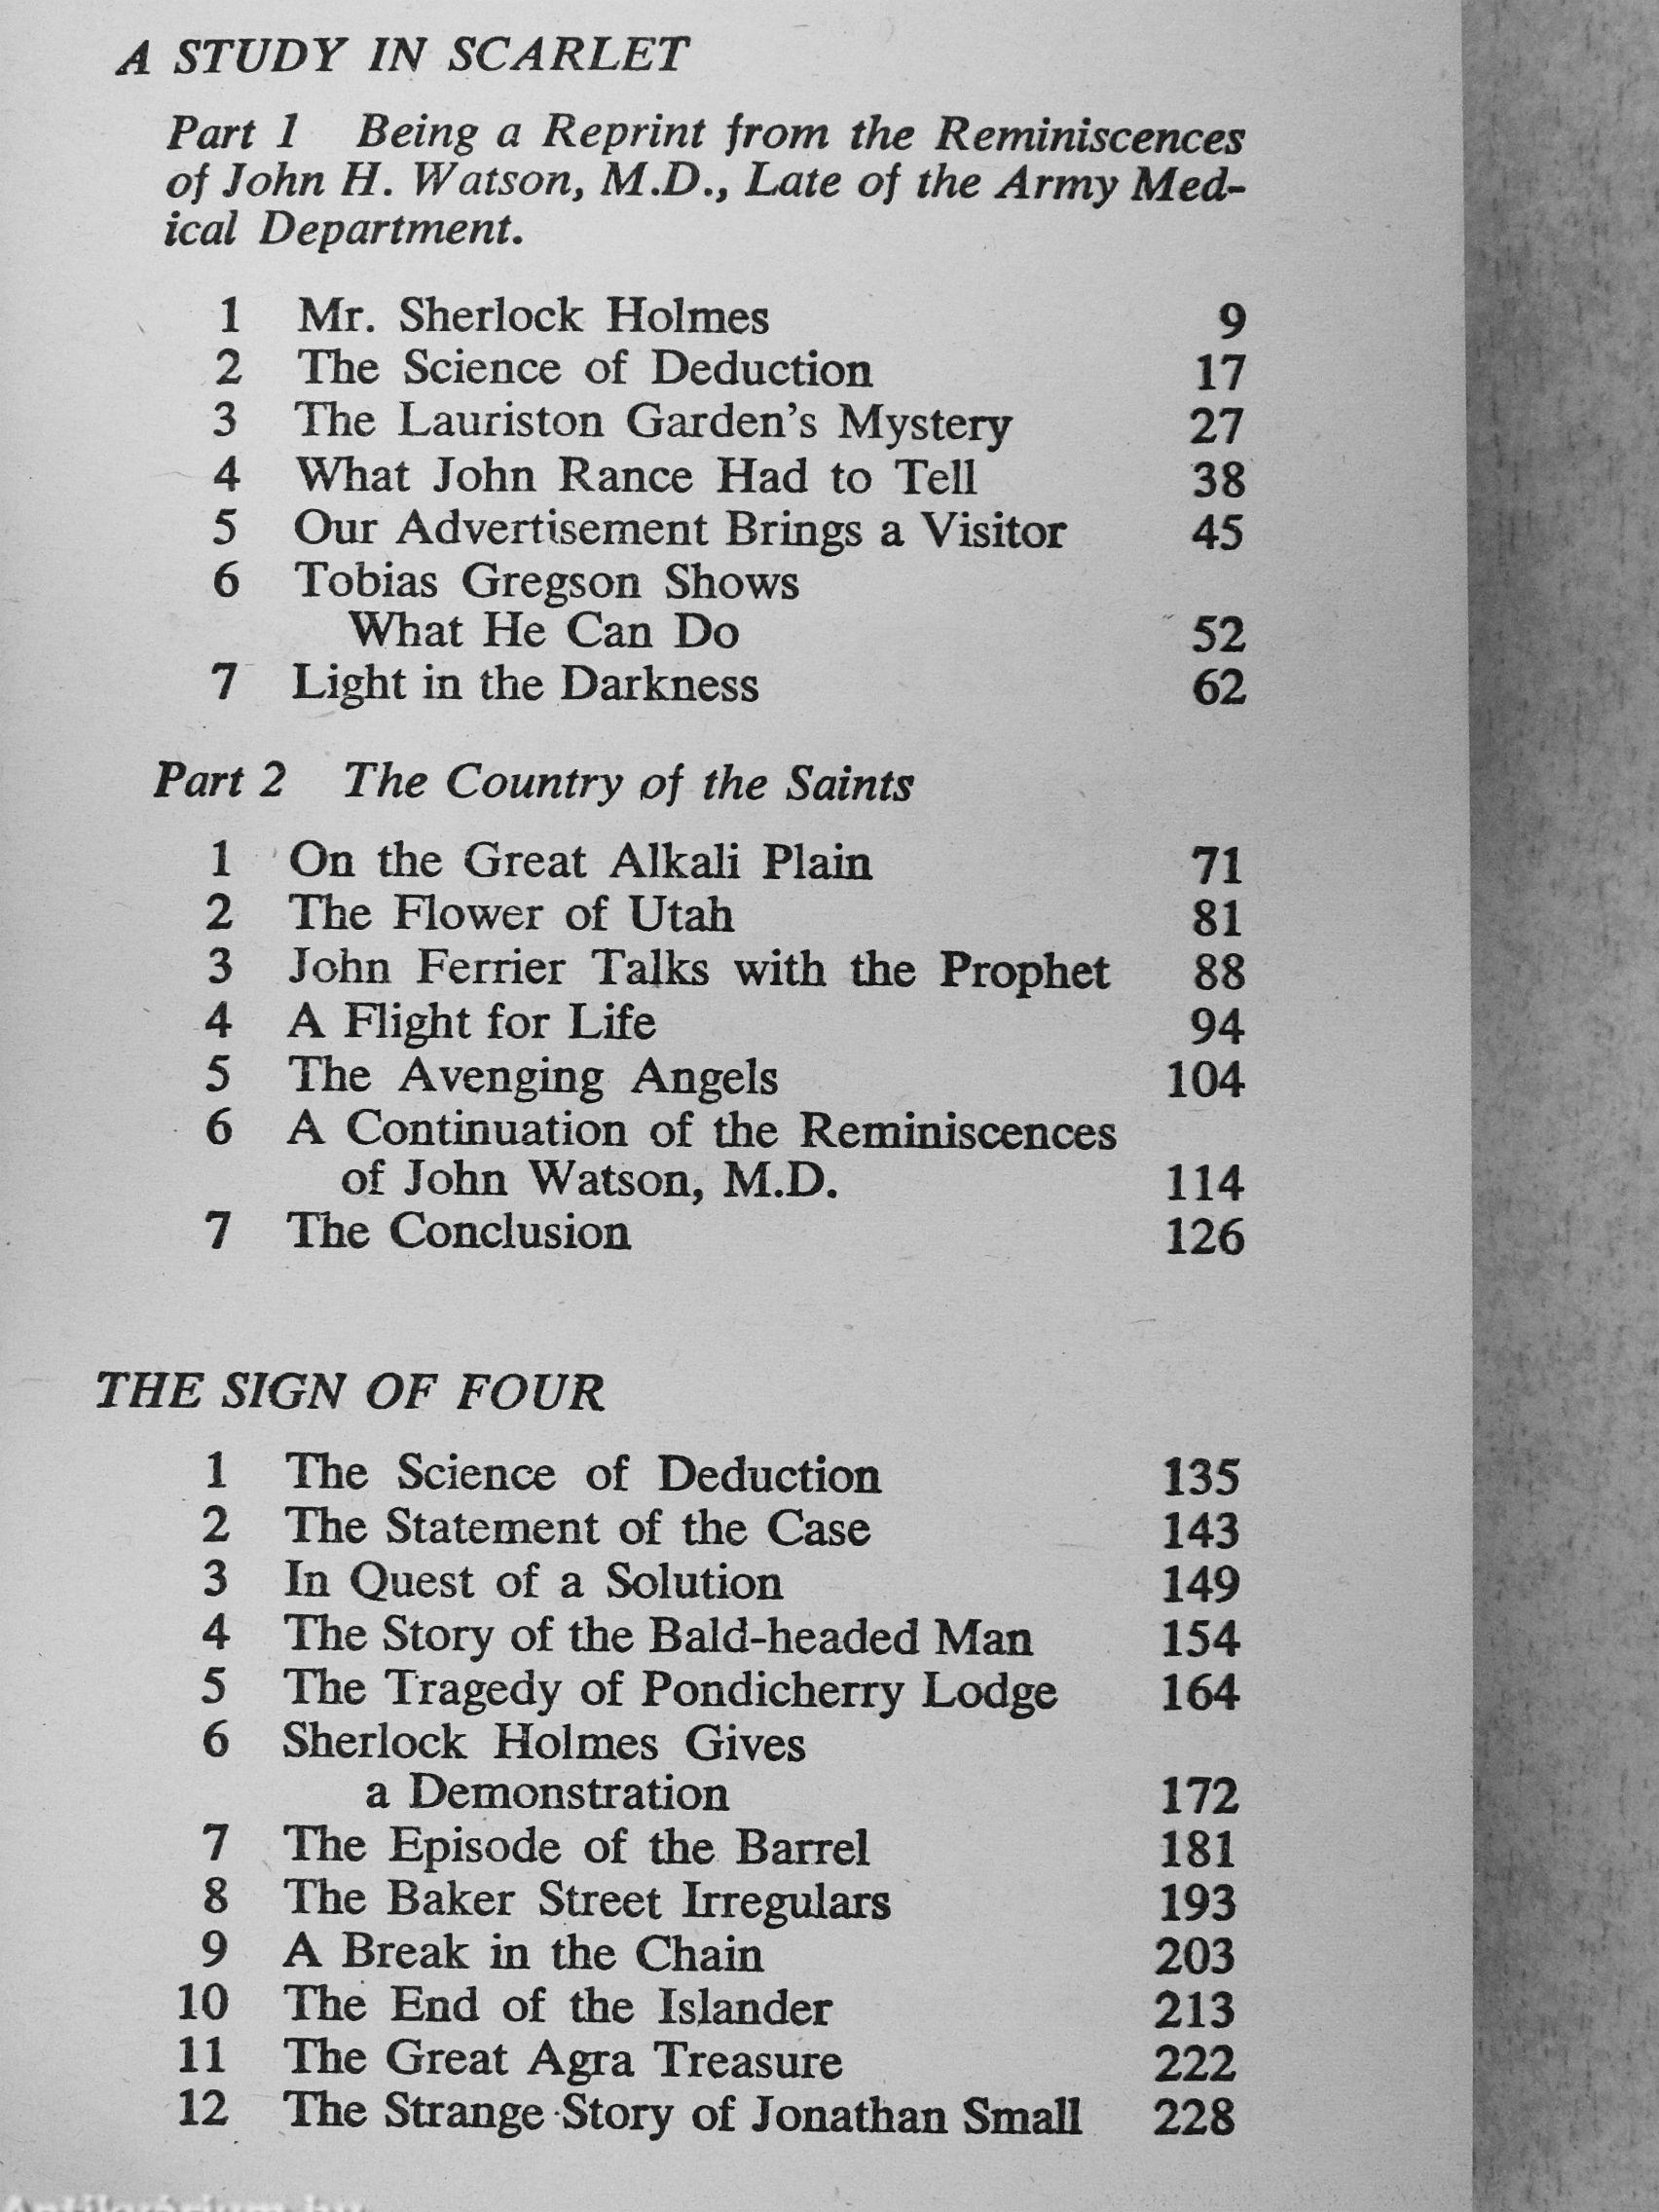 A STUDY IN SCARLET
Part 1 Being a Reprint from the Reminiscences
of John H. Watson, M.D., Late of the Army Med-
ical Department.
1 Mr. Sherlock Holmes 9
2 The Science of Deduction 17
3 The Lauriston Garden's Mystery 27
4 What John Rance Had to Tell 38
5 Our Advertisement Brings a Visitor 45
6 Tobias Gregson Shows
What He Can Do 52
7 Light in the Darkness 62
Part 2 The Country of the Saints
1 On the Great Alkali Plain 71
2 The Flower of Utah 81
3 John Ferrier Talks with the Prophet 88
4 A Flight for Life 94
5 The Avenging Angels 104
6 A Continuation of the Reminiscences
of John Watson, M.D. 114
7 The Conclusion 126
THE SIGN OF FOUR
1 The Science of Deduction 135
2 The Statement of the Case 143
3 In Quest of a Solution 149
4 The Story of the Bald-headed Man 154
5 The Tragedy of Pondicherry Lodge 164
6 Sherlock Holmes Gives
a Demonstration 172
7 The Episode of the Barrel 181
8 The Baker Street Irregulars 193
9 A Break in the Chain 203
10 The End of the Islander 213
11 The Great Agra Treasure 222
12 The Strange Story of Jonathan Small 228